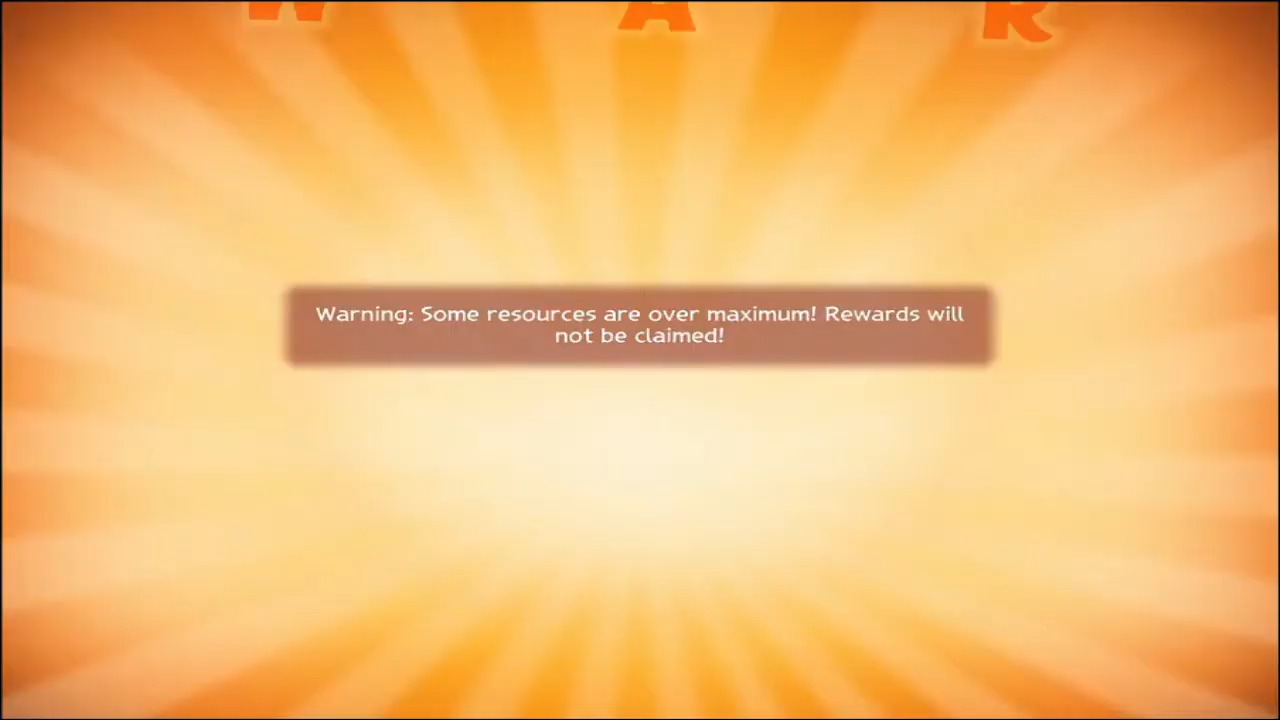 W A R
Warning: Some resources are over maximum! Rewards will
not be claimed!